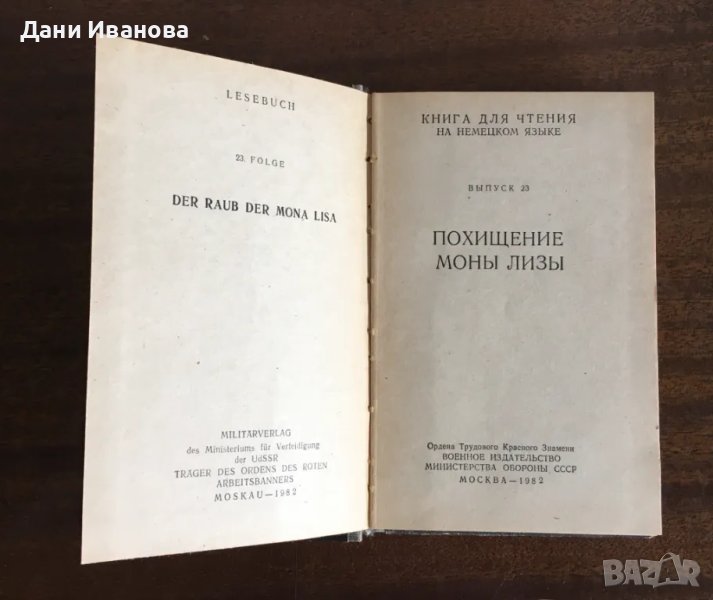 Дани Иванова
LESEBUCH
23. FOLGE
DER RAUB DER MONA LISA
MILITÄRVERLAG
des Ministeriums für Verteidigung
der UdSSR
TRÄGER DES ORDENS DES ROTEN
ARBEITSBANNERS
MOSKAU—1982
КНИГА ДЛЯ ЧТЕНИЯ
НА НЕМЕЦКОМ ЯЗЫКЕ
ВЫПУСК 23
ПОХИЩЕНИЕ
МОНЫ ЛИЗЫ
Ордена Трудового Красного Знамени
ВОЕННОЕ ИЗДАТЕЛЬСТВО
МИНИСТЕРСТВА ОБОРОНЫ СССР
МОСКВА—1982
BAZAR